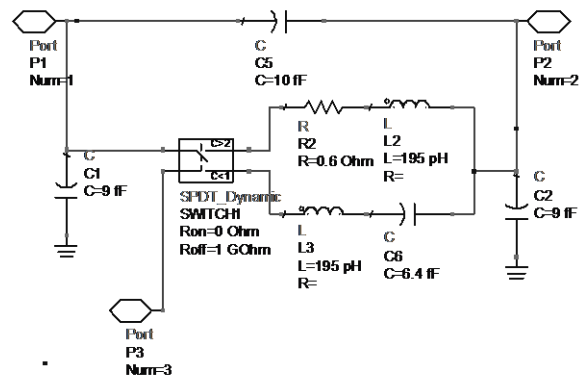 Port
P1
Num=1
C
C5
C=10 fF
Port
P2
Num=2
C
C1
C=9 fF
C>2
C<1
SPDT_Dynamic
SWITCH1
Ron=0 Ohm
Roff=1 GOhm
R
R2
R=0.6 Ohm
L
L2
L=195 pH
R=
L
L3
L=195 pH
R=
C
C6
C=6.4 fF
C
C2
C=9 fF
Port
P3
Num=3